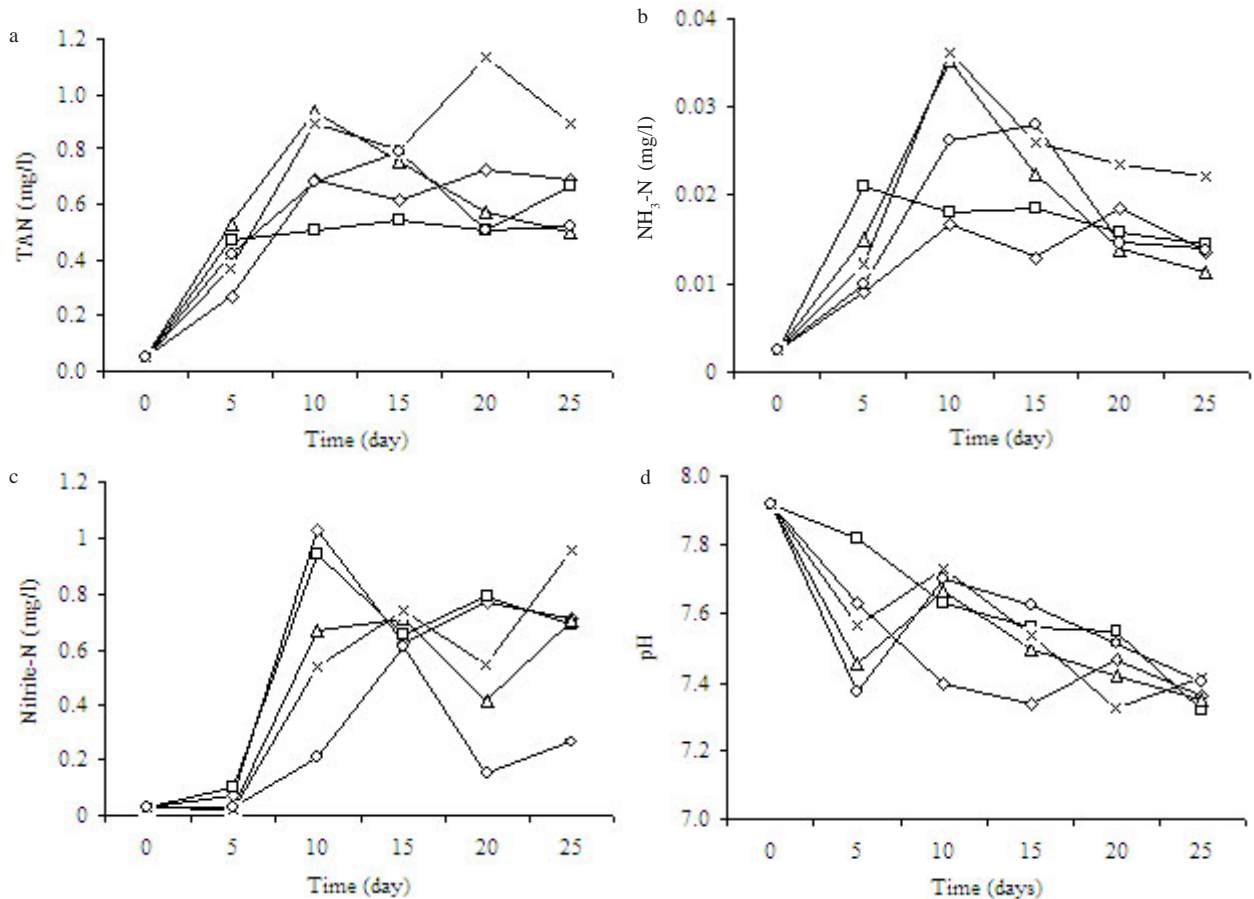 a
TAN (mg/l)
1.2
1.0
0.8
0.6
0.4
0.2
0.0
0 5 10 15 20 25
Time (day)
b
NH3-N (mg/l)
0.04
0.03
0.02
0.01
0
0 5 10 15 20 25
Time (day)
c
Nitrite-N (mg/l)
1.2
1
0.8
0.6
0.4
0.2
0
0 5 10 15 20 25
Time (day)
d
pH
8.0
7.8
7.6
7.4
7.2
7.0
0 5 10 15 20 25
Time (days)